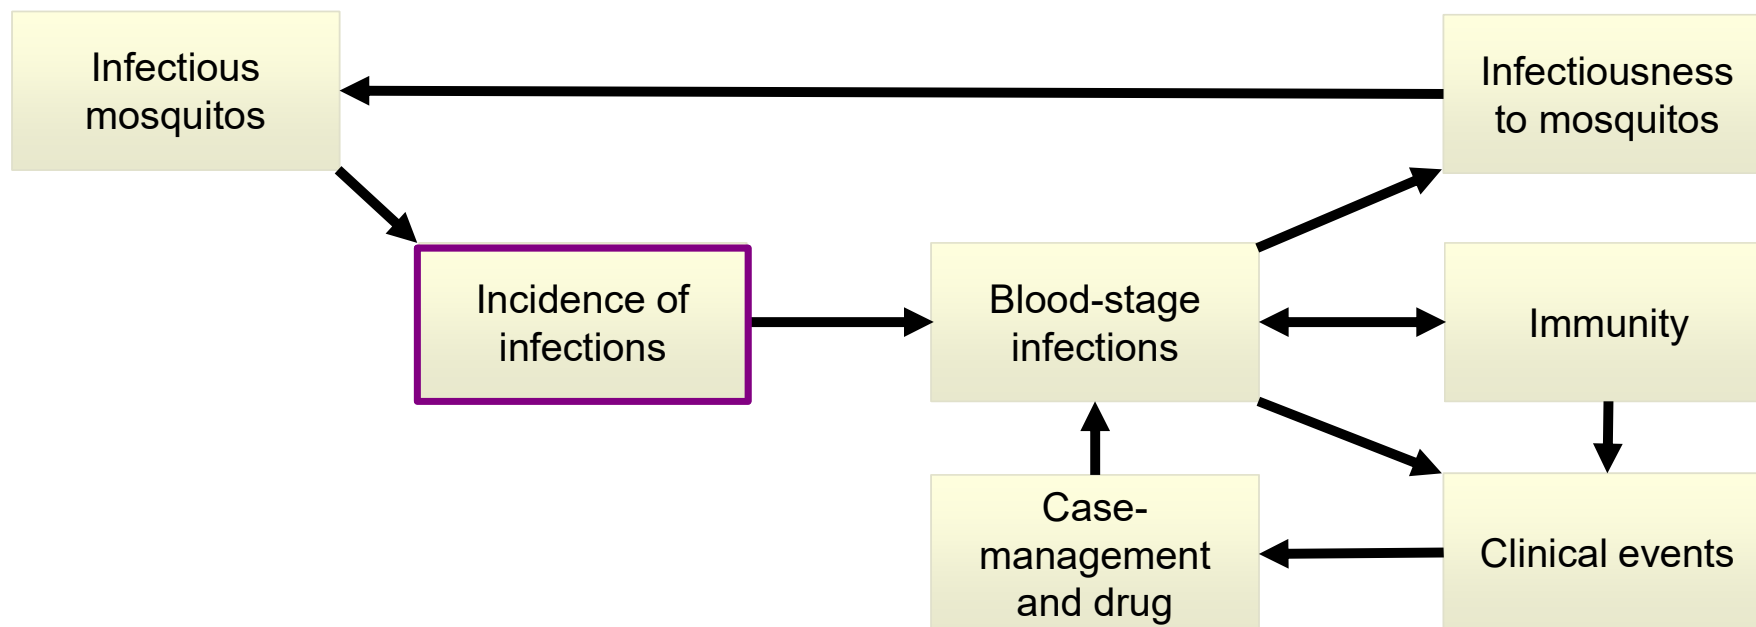 Infectious
mosquitos
Infectiousness
to mosquitos
Incidence of
infections
Blood-stage
infections
Immunity
Case-
management
and drug
Clinical events